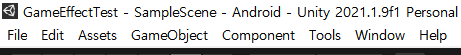 GameEffectTest - SampleScene - Android - Unity 2021.1.9f1 Personal
File Edit Assets GameObject Component Tools Window Help